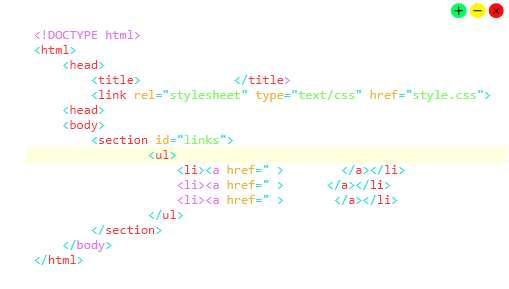 <!DOCTYPE html>
<html>
<head>
<title> </title>
<link rel="stylesheet" type="text/css" href="style.css">
<head>
<body>
<section id="links">
<ul>
<li><a href=" > </a></li>
<li><a href=" > </a></li>
<li><a href=" > </a></li>
</ul>
</section>
</body>
</html>